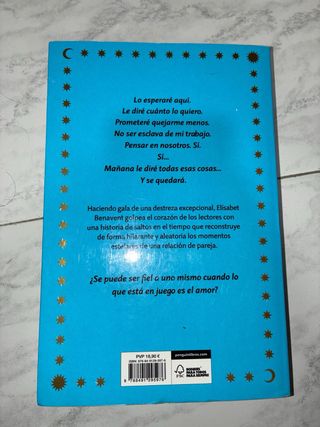 Lo esperaré aquí.
Le diré cuánto lo quiero.
Prometeré quejarme menos.
No ser esclava de mi trabajo.
Pensar en nosotros. Sí.
Sí...
Mañana le diré todas esas cosas...
Y se quedará.
Haciendo gala de una destreza excepcional, Elísabet
Benavent golpea el corazón de los lectores con
una historia de saltos en el tiempo que reconstruye
de forma hilarante y aleatoria los momentos
estelares de una relación de pareja.
¿Se puede ser fiel a uno mismo cuando lo
que está en juego es el amor?
PVP 18,90 €
penguinlibros.com
FSC